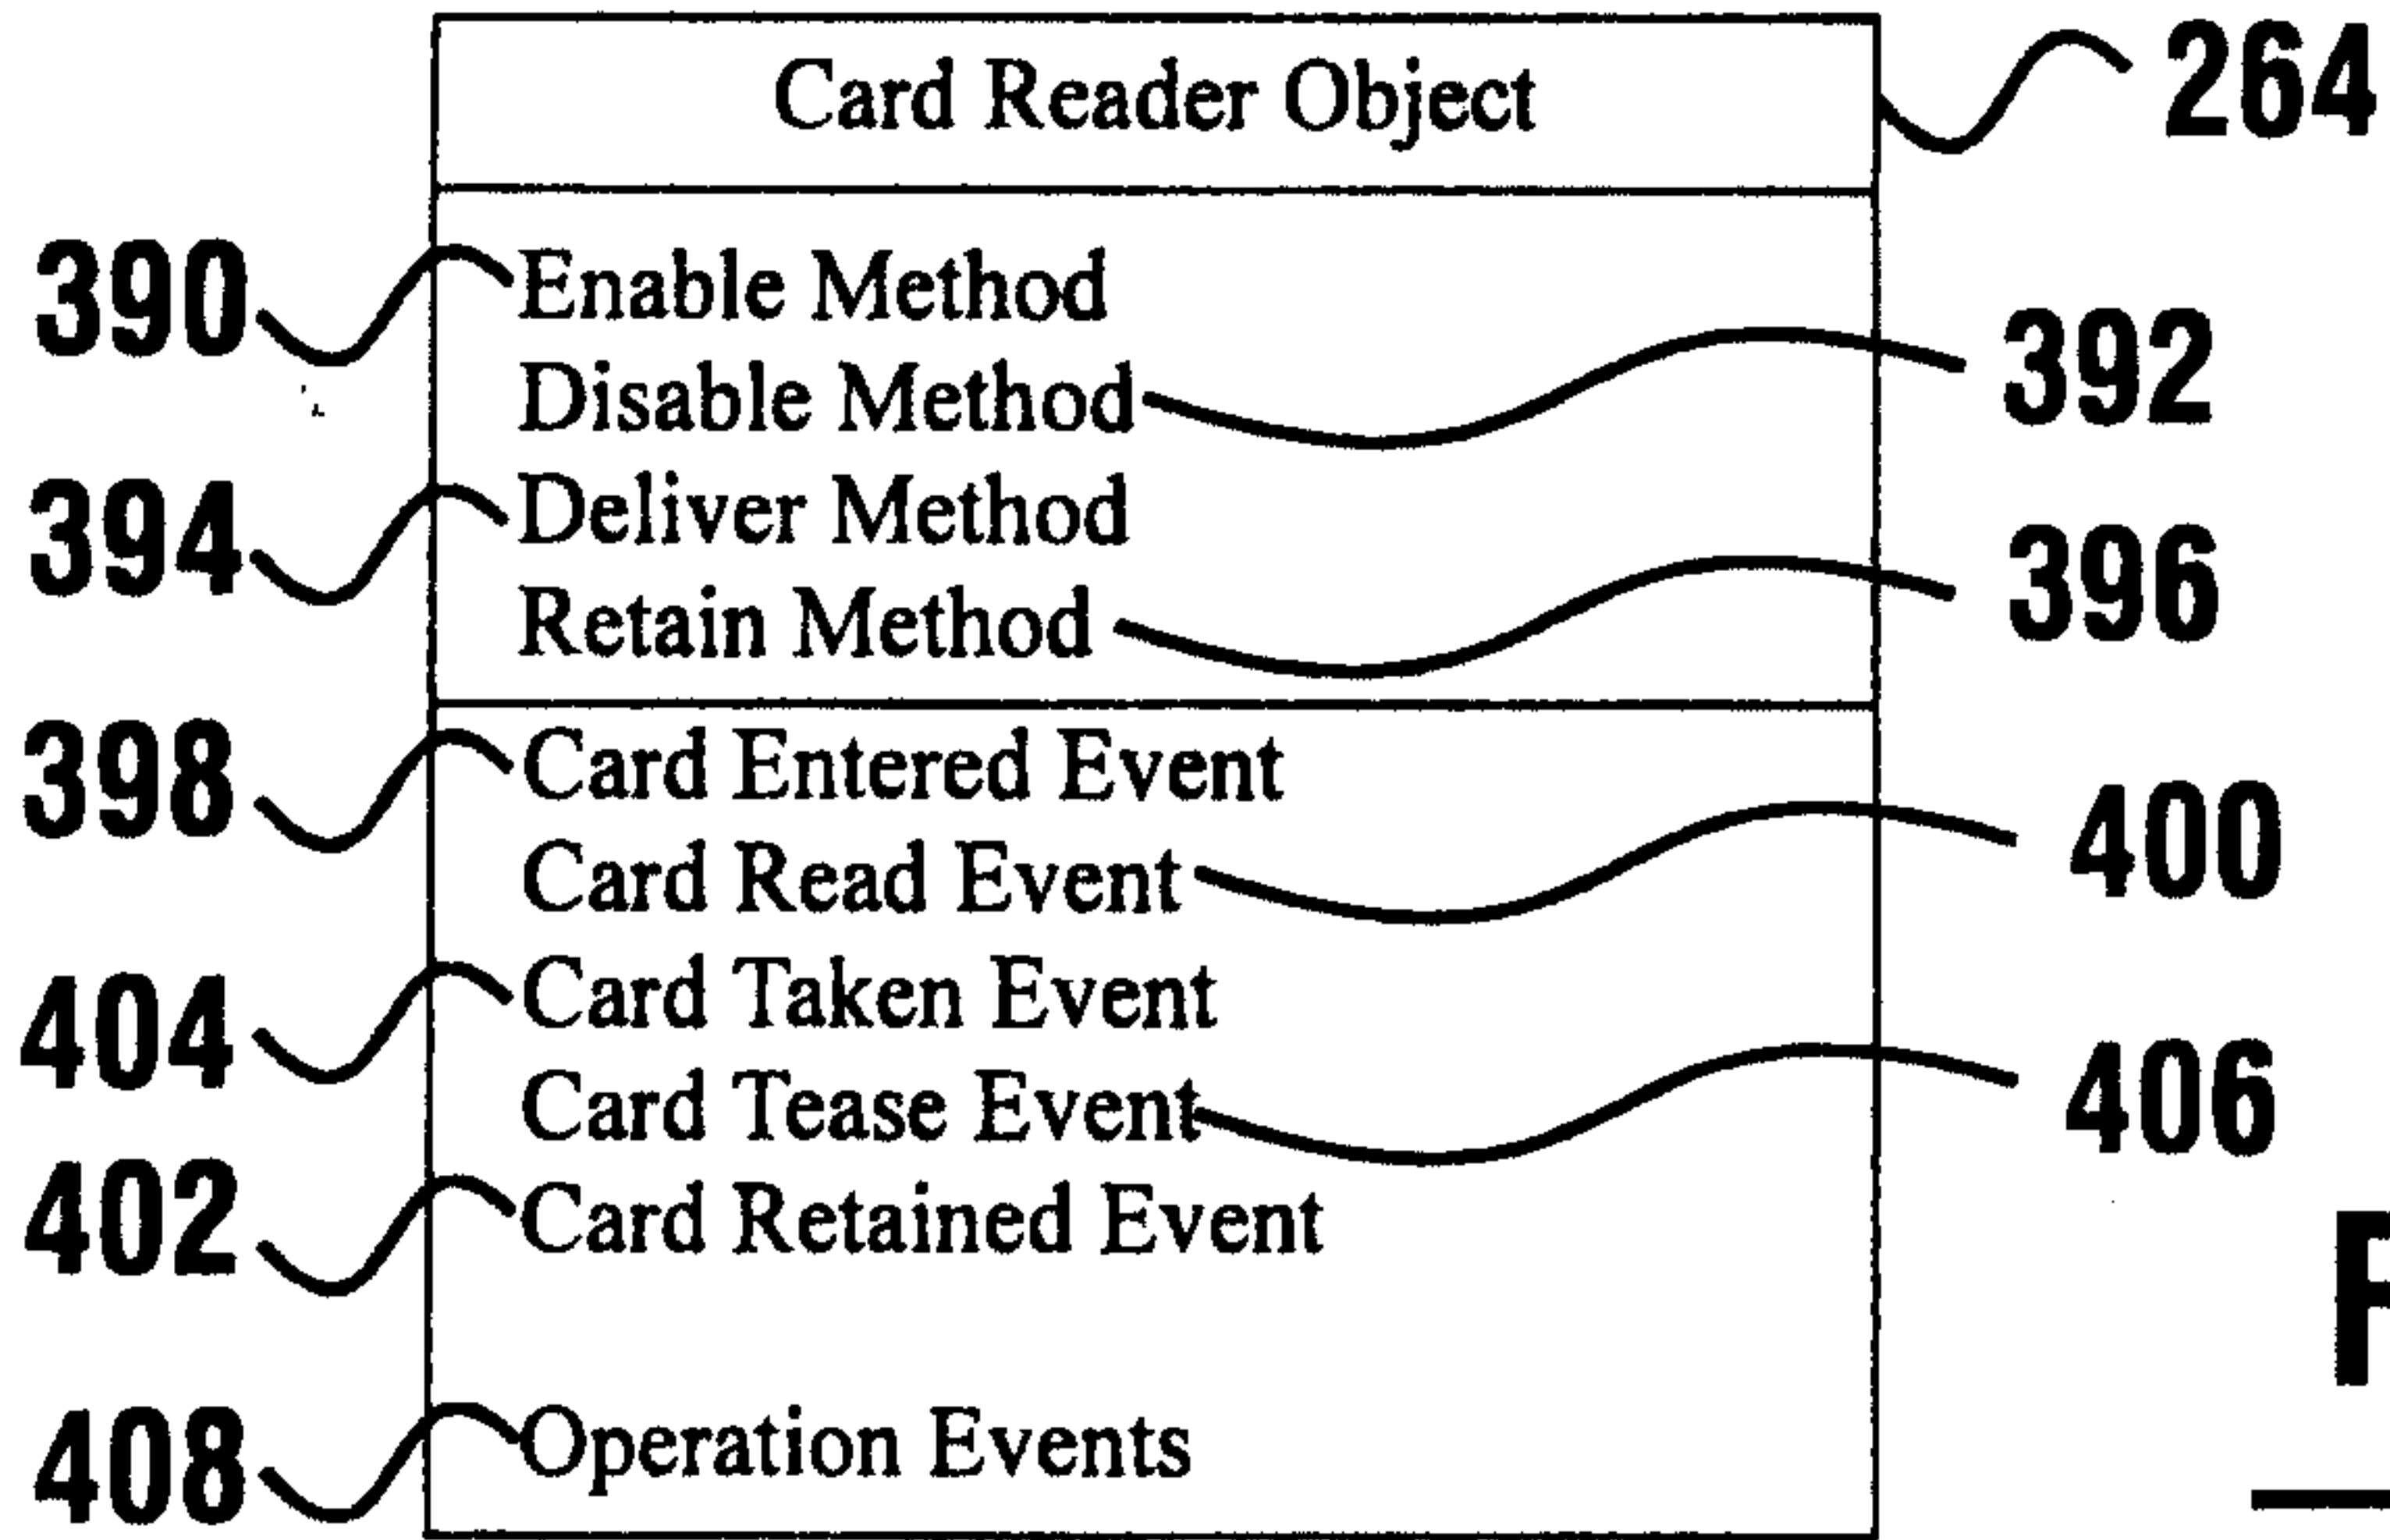 Card Reader Object 264
390 Enable Method
Disable Method 392
394 Deliver Method
Retain Method 396
398 Card Entered Event
Card Read Event 400
404 Card Taken Event
Card Tease Event 406
402 Card Retained Event
408 Operation Events